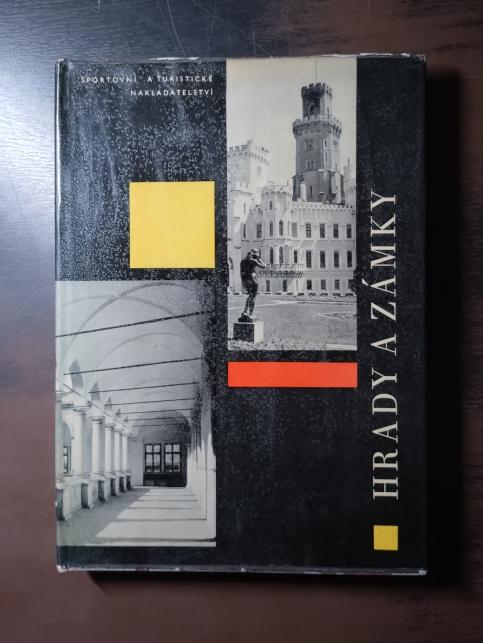 SPORTOVNÍ A TURISTICKÉ
NAKLADATELSTVÍ
HRADY A ZÁMKY